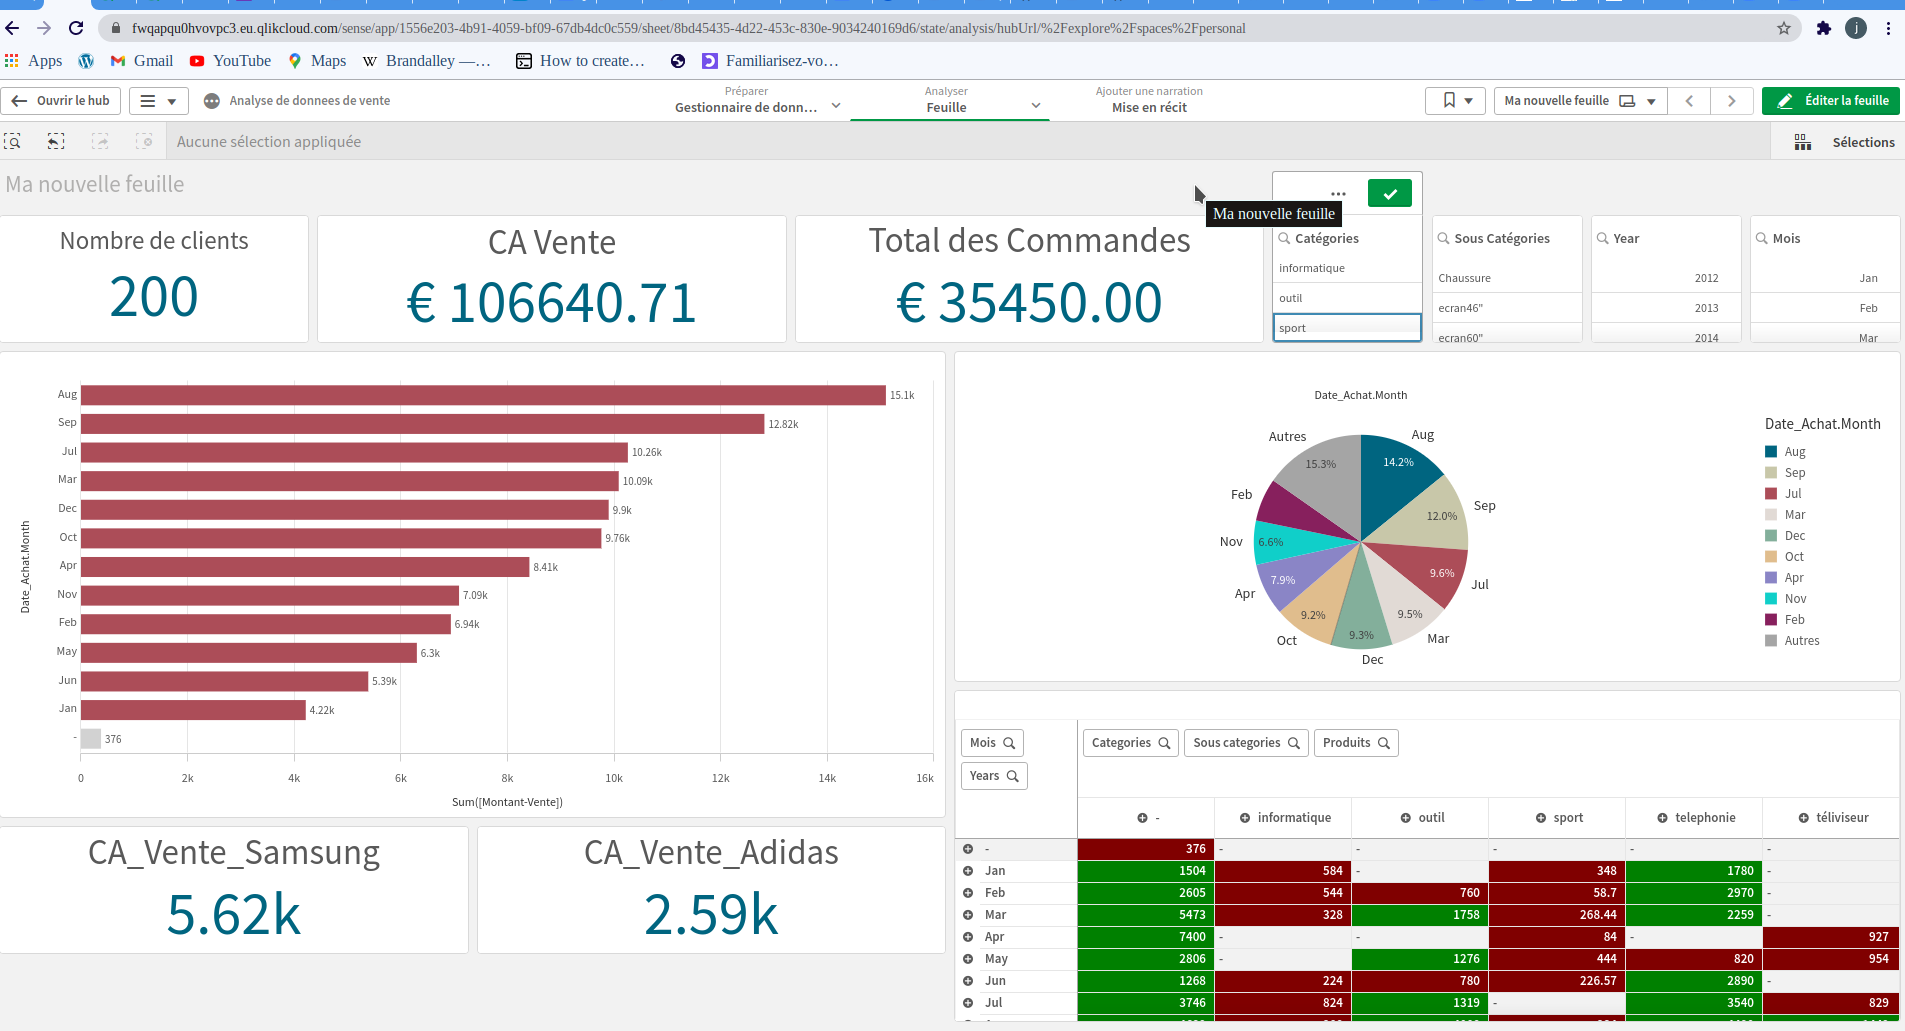 fwqapqu0hvovpc3.eu.qlikcloud.com/sense/app/1556e203-4b91-4059-bf09-67db4dc0c559/sheet/8bd45435-4d22-453c-830e-9034240169d6/state/analysis/hubUrl/%2Fexplore%2Fspaces%2Fpersonal
j
Apps Gmail YouTube Maps W Brandalley —,… How to create… Familiarisez-vo…
Ouvrir le hub
Analyse de donnees de vente
Préparer
Gestionnaire de donn…
Analyser
Feuille
Ajouter une narration
Mise en récit
Ma nouvelle feuille
Éditer la feuille
Aucune sélection appliquée
Sélections
Ma nouvelle feuille
Ma nouvelle feuille
Nombre de clients
200
CA Vente
€ 106640.71
Total des Commandes
€ 35450.00
Catégories
informatique
outil
sport
Sous Catégories
Chaussure
ecran46"
ecran60"
Year
2012
2013
2014
Mois
Jan
Feb
Mar
Date_Achat.Month
Aug 15.1k
Sep 12.82k
Jul 10.26k
Mar 10.09k
Dec 9.9k
Oct 9.76k
Apr 8.41k
Nov 7.09k
Feb 6.94k
May 6.3k
Jun 5.39k
Jan 4.22k
- 376
0 2k 4k 6k 8k 10k 12k 14k 16k
Sum([Montant-Vente])
Date_Achat.Month
Aug 14.2%
Sep 12.0%
Jul 9.6%
Mar 9.5%
Dec 9.3%
Oct 9.2%
Apr 7.9%
Nov 6.6%
Feb
Autres 15.3%
Date_Achat.Month
Aug
Sep
Jul
Mar
Dec
Oct
Apr
Nov
Feb
Autres
CA_Vente_Samsung
5.62k
CA_Vente_Adidas
2.59k
Mois
Years
Categories Sous categories Produits
- informatique outil sport telephonie téliviseur
- 376 - - - - -
Jan 1504 584 - 348 1780 -
Feb 2605 544 760 58.7 2970 -
Mar 5473 328 1758 268.44 2259 -
Apr 7400 - - 84 - 927
May 2806 - 1276 444 820 954
Jun 1268 224 780 226.57 2890 -
Jul 3746 824 1319 - 3540 829